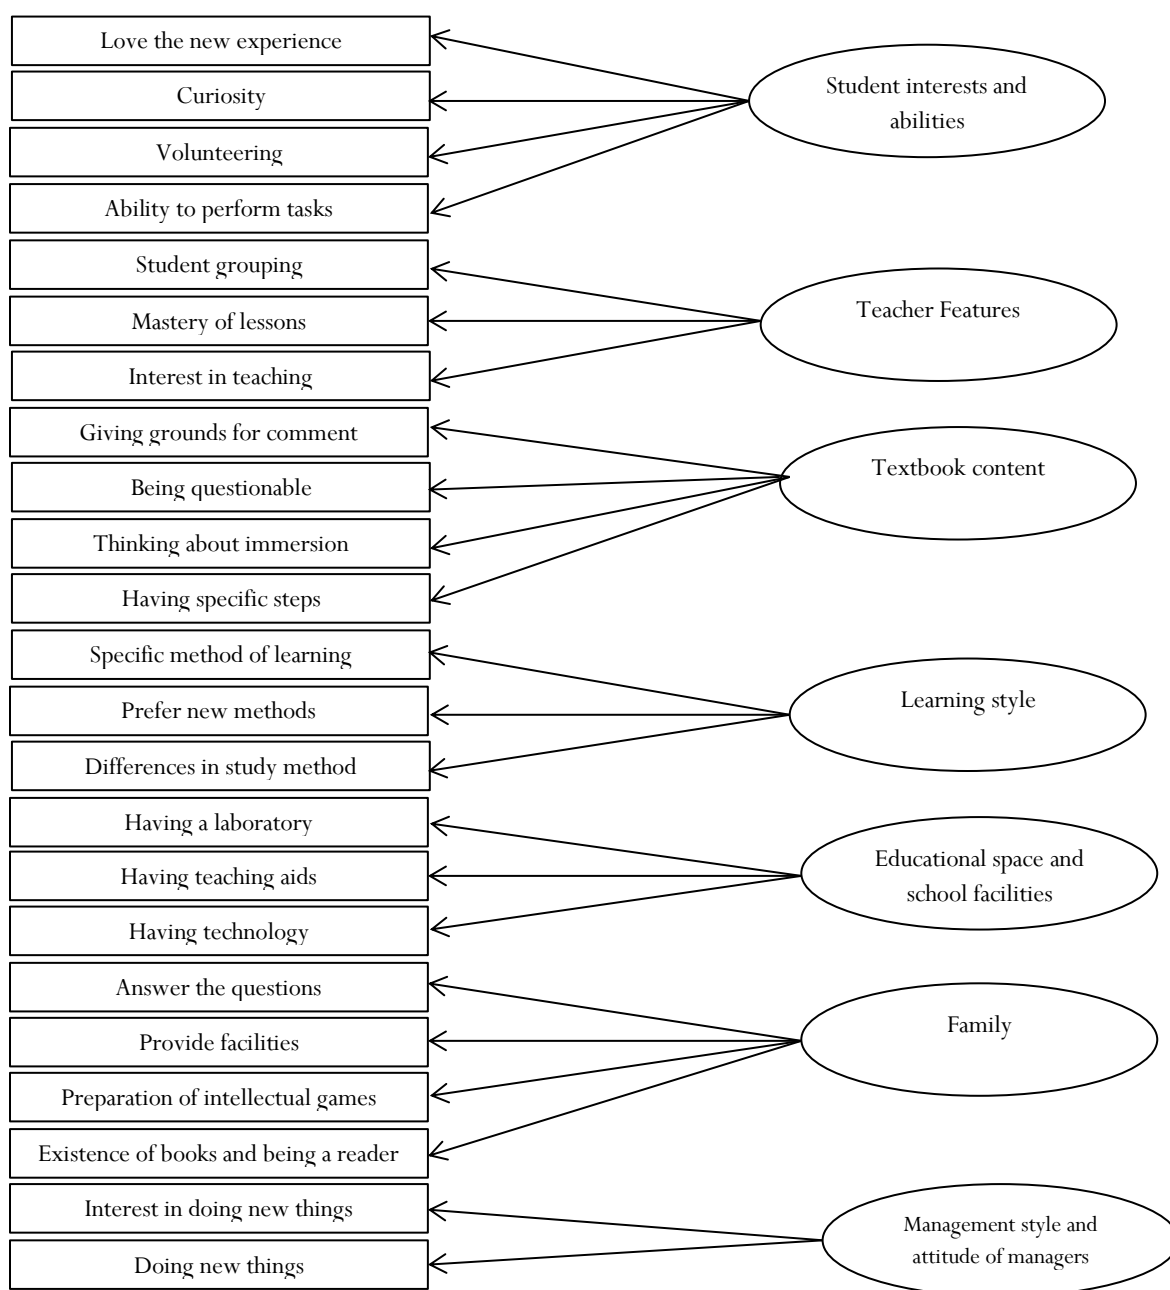 Love the new experience
Curiosity
Volunteering
Ability to perform tasks
Student interests and
abilities
Student grouping
Mastery of lessons
Interest in teaching
Teacher Features
Giving grounds for comment
Being questionable
Thinking about immersion
Having specific steps
Textbook content
Specific method of learning
Prefer new methods
Differences in study method
Learning style
Having a laboratory
Having teaching aids
Having technology
Educational space and
school facilities
Answer the questions
Provide facilities
Preparation of intellectual games
Existence of books and being a reader
Family
Interest in doing new things
Doing new things
Management style and
attitude of managers